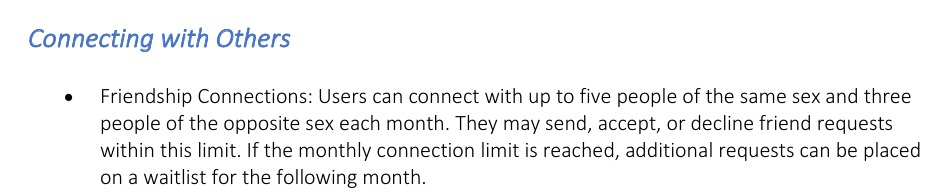 Connecting with Others
• Friendship Connections: Users can connect with up to five people of the same sex and three
people of the opposite sex each month. They may send, accept, or decline friend requests
within this limit. If the monthly connection limit is reached, additional requests can be placed
on a waitlist for the following month.